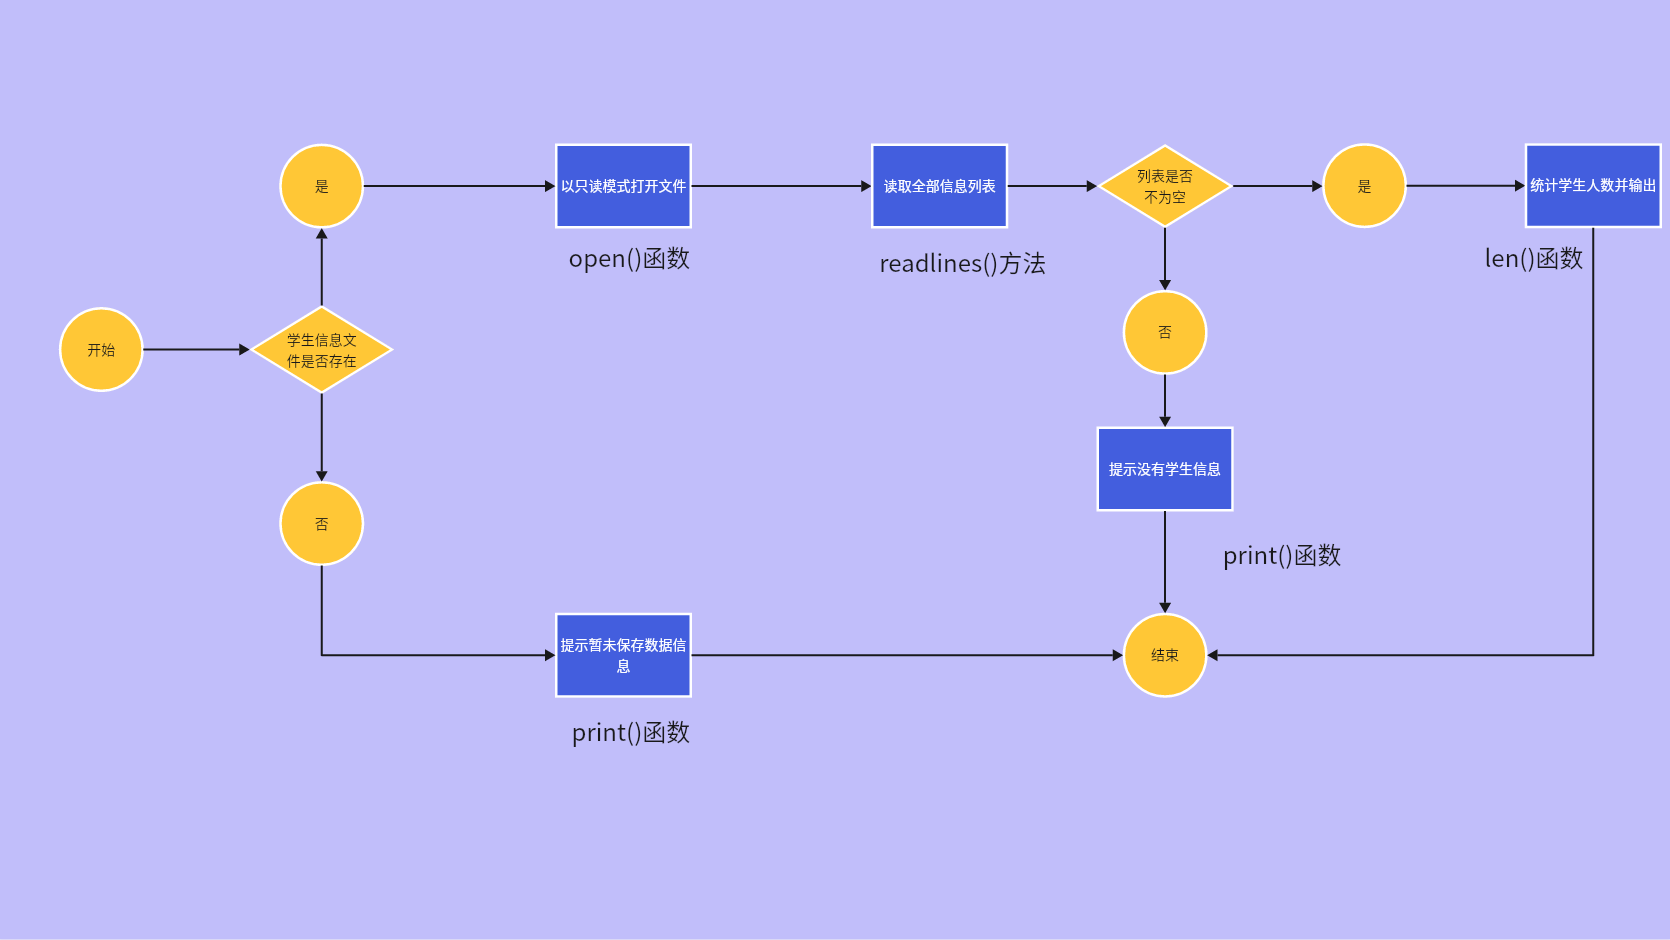 开始
学生信息文
件是否存在
是
以只读模式打开文件
open()函数
读取全部信息列表
readlines()方法
列表是否
不为空
是
统计学生人数并输出
len()函数
否
提示没有学生信息
print()函数
否
提示暂未保存数据信
息
print()函数
结束